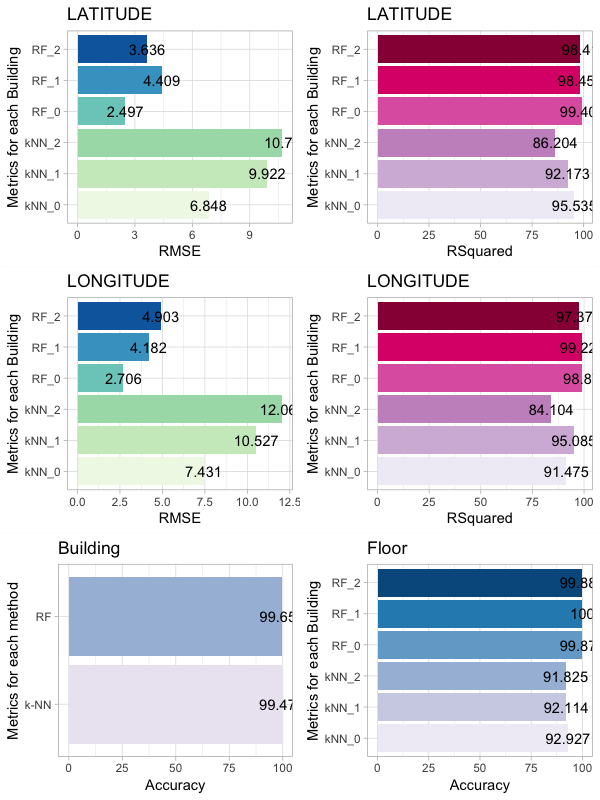 LATITUDE
Metrics for each Building
RF_2
RF_1
RF_0
kNN_2
kNN_1
kNN_0
3.636
4.409
2.497
10.7
9.922
6.848
0
3
6
9
RMSE
LATITUDE
Metrics for each Building
RF_2
RF_1
RF_0
kNN_2
kNN_1
kNN_0
98.4
98.45
99.40
86.204
92.173
95.535
0
25
50
75
100
RSquared
LONGITUDE
Metrics for each Building
RF_2
RF_1
RF_0
kNN_2
kNN_1
kNN_0
4.903
4.182
2.706
12.06
10.527
7.431
0.0
2.5
5.0
7.5
10.0
12.5
RMSE
LONGITUDE
Metrics for each Building
RF_2
RF_1
RF_0
kNN_2
kNN_1
kNN_0
97.37
99.22
98.8
84.104
95.085
91.475
0
25
50
75
100
RSquared
Building
Metrics for each method
RF
k-NN
99.65
99.47
0
25
50
75
100
Accuracy
Floor
Metrics for each Building
RF_2
RF_1
RF_0
kNN_2
kNN_1
kNN_0
99.88
100
99.87
91.825
92.114
92.927
0
25
50
75
100
Accuracy